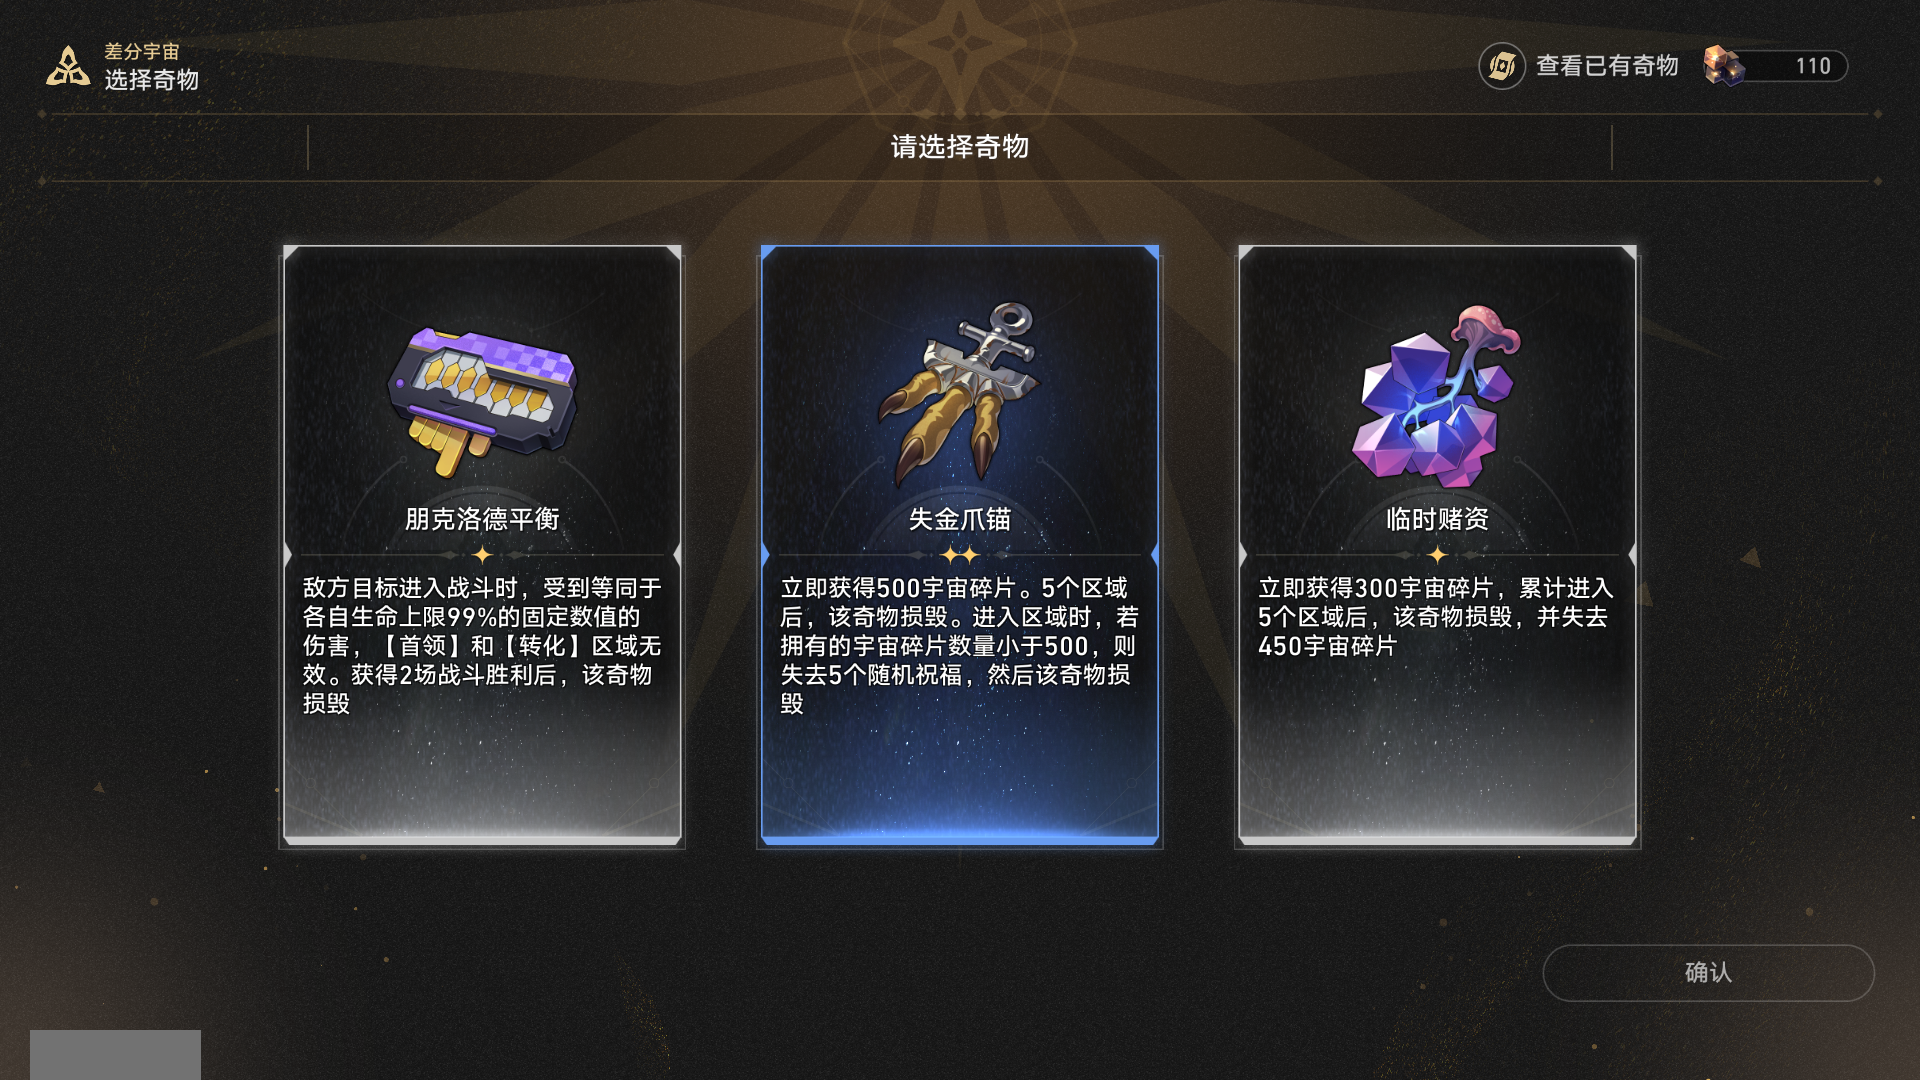 差分宇宙
选择奇物
查看已有奇物
110
请选择奇物
朋克洛德平衡
敌方目标进入战斗时，受到等同于
各自生命上限99%的固定数值的
伤害，【首领】和【转化】区域无
效。获得2场战斗胜利后，该奇物
损毁
失金爪锚
立即获得500宇宙碎片。5个区域
后，该奇物损毁。进入区域时，若
拥有的宇宙碎片数量小于500，则
失去5个随机祝福，然后该奇物损
毁
临时赌资
立即获得300宇宙碎片，累计进入
5个区域后，该奇物损毁，并失去
450宇宙碎片
确认